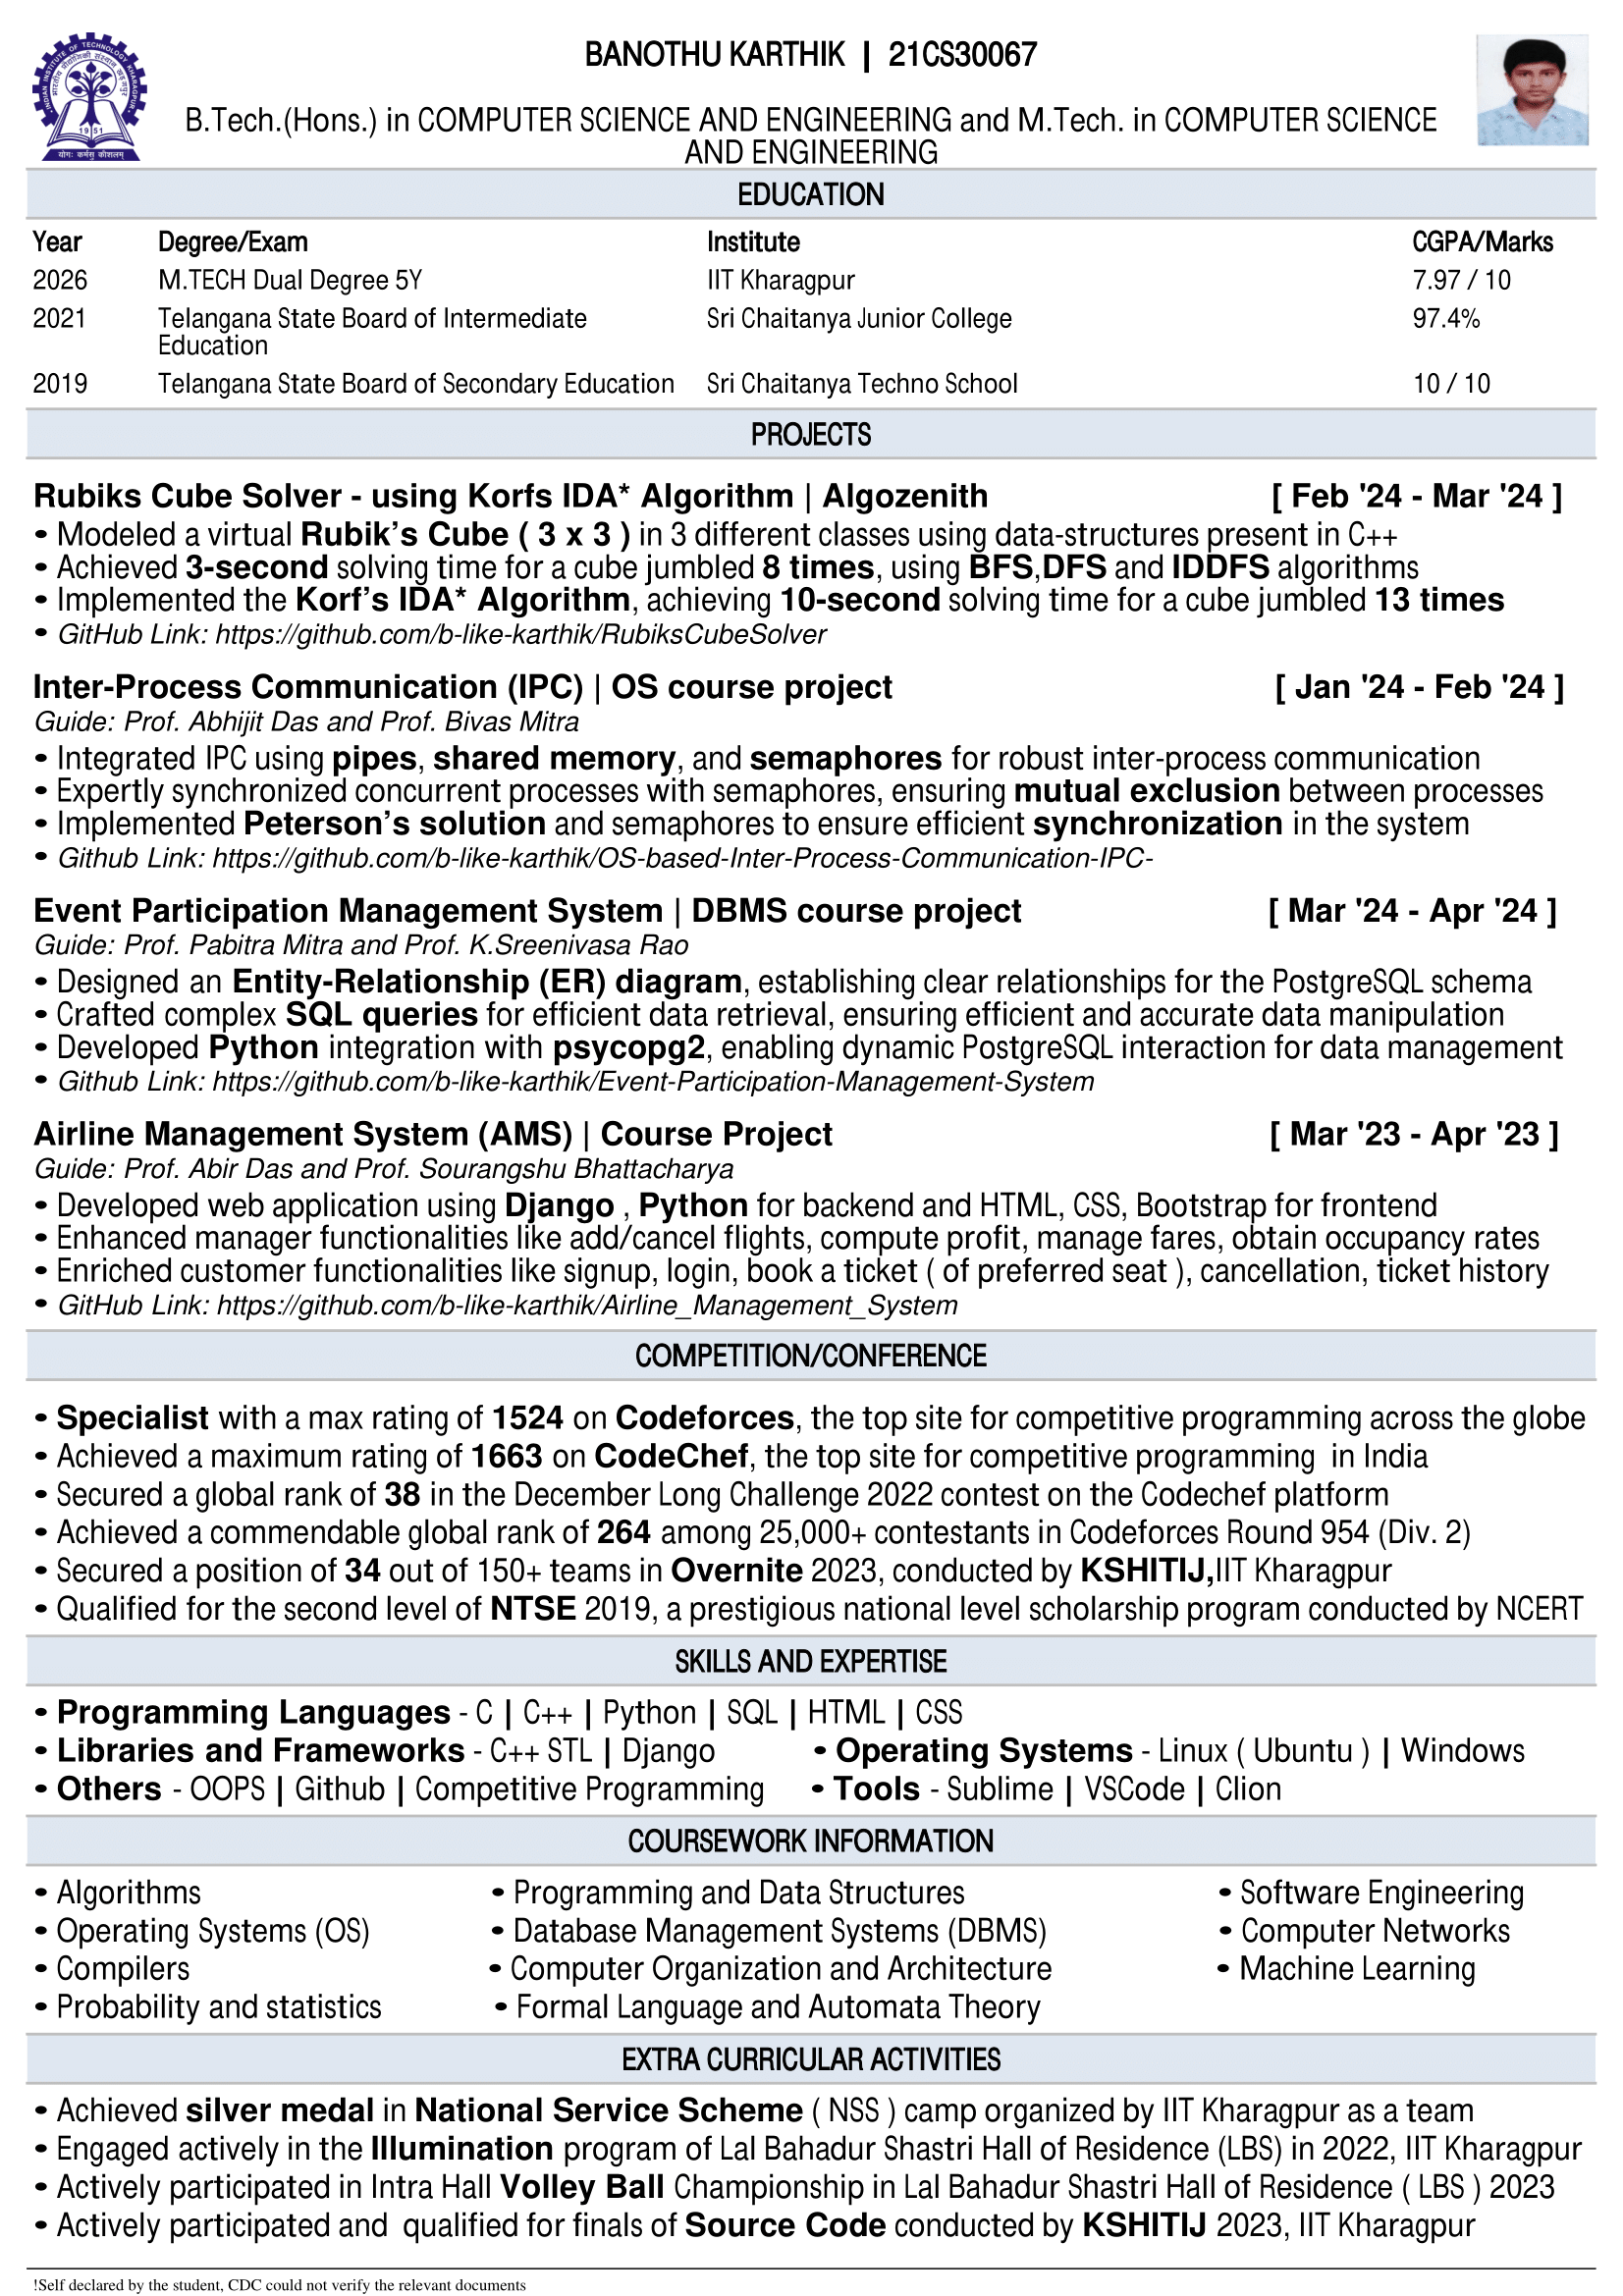 INDIAN INSTITUTE OF TECHNOLOGY KHARAGPUR
1951
योगः कर्मसु कौशलम्
BANOTHU KARTHIK | 21CS30067
B.Tech.(Hons.) in COMPUTER SCIENCE AND ENGINEERING and M.Tech. in COMPUTER SCIENCE
AND ENGINEERING
EDUCATION
Year Degree/Exam Institute CGPA/Marks
2026 M.TECH Dual Degree 5Y IIT Kharagpur 7.97 / 10
2021 Telangana State Board of Intermediate Sri Chaitanya Junior College 97.4%
Education
2019 Telangana State Board of Secondary Education Sri Chaitanya Techno School 10 / 10
PROJECTS
Rubiks Cube Solver - using Korfs IDA* Algorithm | Algozenith [ Feb '24 - Mar '24 ]
• Modeled a virtual Rubik's Cube ( 3 x 3 ) in 3 different classes using data-structures present in C++
• Achieved 3-second solving time for a cube jumbled 8 times, using BFS,DFS and IDDFS algorithms
• Implemented the Korf's IDA* Algorithm, achieving 10-second solving time for a cube jumbled 13 times
• GitHub Link: https://github.com/b-like-karthik/RubiksCubeSolver
Inter-Process Communication (IPC) | OS course project [ Jan '24 - Feb '24 ]
Guide: Prof. Abhijit Das and Prof. Bivas Mitra
• Integrated IPC using pipes, shared memory, and semaphores for robust inter-process communication
• Expertly synchronized concurrent processes with semaphores, ensuring mutual exclusion between processes
• Implemented Peterson's solution and semaphores to ensure efficient synchronization in the system
• Github Link: https://github.com/b-like-karthik/OS-based-Inter-Process-Communication-IPC-
Event Participation Management System | DBMS course project [ Mar '24 - Apr '24 ]
Guide: Prof. Pabitra Mitra and Prof. K.Sreenivasa Rao
• Designed an Entity-Relationship (ER) diagram, establishing clear relationships for the PostgreSQL schema
• Crafted complex SQL queries for efficient data retrieval, ensuring efficient and accurate data manipulation
• Developed Python integration with psycopg2, enabling dynamic PostgreSQL interaction for data management
• Github Link: https://github.com/b-like-karthik/Event-Participation-Management-System
Airline Management System (AMS) | Course Project [ Mar '23 - Apr '23 ]
Guide: Prof. Abir Das and Prof. Sourangshu Bhattacharya
• Developed web application using Django , Python for backend and HTML, CSS, Bootstrap for frontend
• Enhanced manager functionalities like add/cancel flights, compute profit, manage fares, obtain occupancy rates
• Enriched customer functionalities like signup, login, book a ticket ( of preferred seat ), cancellation, ticket history
• GitHub Link: https://github.com/b-like-karthik/Airline_Management_System
COMPETITION/CONFERENCE
• Specialist with a max rating of 1524 on Codeforces, the top site for competitive programming across the globe
• Achieved a maximum rating of 1663 on CodeChef, the top site for competitive programming in India
• Secured a global rank of 38 in the December Long Challenge 2022 contest on the Codechef platform
• Achieved a commendable global rank of 264 among 25,000+ contestants in Codeforces Round 954 (Div. 2)
• Secured a position of 34 out of 150+ teams in Overnite 2023, conducted by KSHITIJ,IIT Kharagpur
• Qualified for the second level of NTSE 2019, a prestigious national level scholarship program conducted by NCERT
SKILLS AND EXPERTISE
• Programming Languages - C | C++ | Python | SQL | HTML | CSS
• Libraries and Frameworks - C++ STL | Django • Operating Systems - Linux ( Ubuntu ) | Windows
• Others - OOPS | Github | Competitive Programming • Tools - Sublime | VSCode | Clion
COURSEWORK INFORMATION
• Algorithms • Programming and Data Structures • Software Engineering
• Operating Systems (OS) • Database Management Systems (DBMS) • Computer Networks
• Compilers • Computer Organization and Architecture • Machine Learning
• Probability and statistics • Formal Language and Automata Theory
EXTRA CURRICULAR ACTIVITIES
• Achieved silver medal in National Service Scheme ( NSS ) camp organized by IIT Kharagpur as a team
• Engaged actively in the Illumination program of Lal Bahadur Shastri Hall of Residence (LBS) in 2022, IIT Kharagpur
• Actively participated in Intra Hall Volley Ball Championship in Lal Bahadur Shastri Hall of Residence ( LBS ) 2023
• Actively participated and qualified for finals of Source Code conducted by KSHITIJ 2023, IIT Kharagpur
!Self declared by the student, CDC could not verify the relevant documents